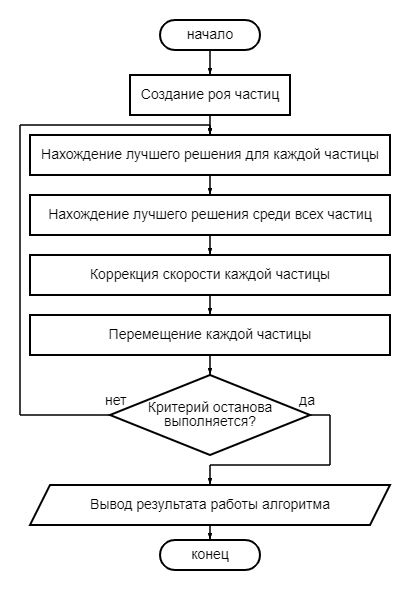 начало
Создание роя частиц
Нахождение лучшего решения для каждой частицы
Нахождение лучшего решения среди всех частиц
Коррекция скорости каждой частицы
Перемещение каждой частицы
нет
да
Критерий останова
выполняется?
Вывод результата работы алгоритма
конец